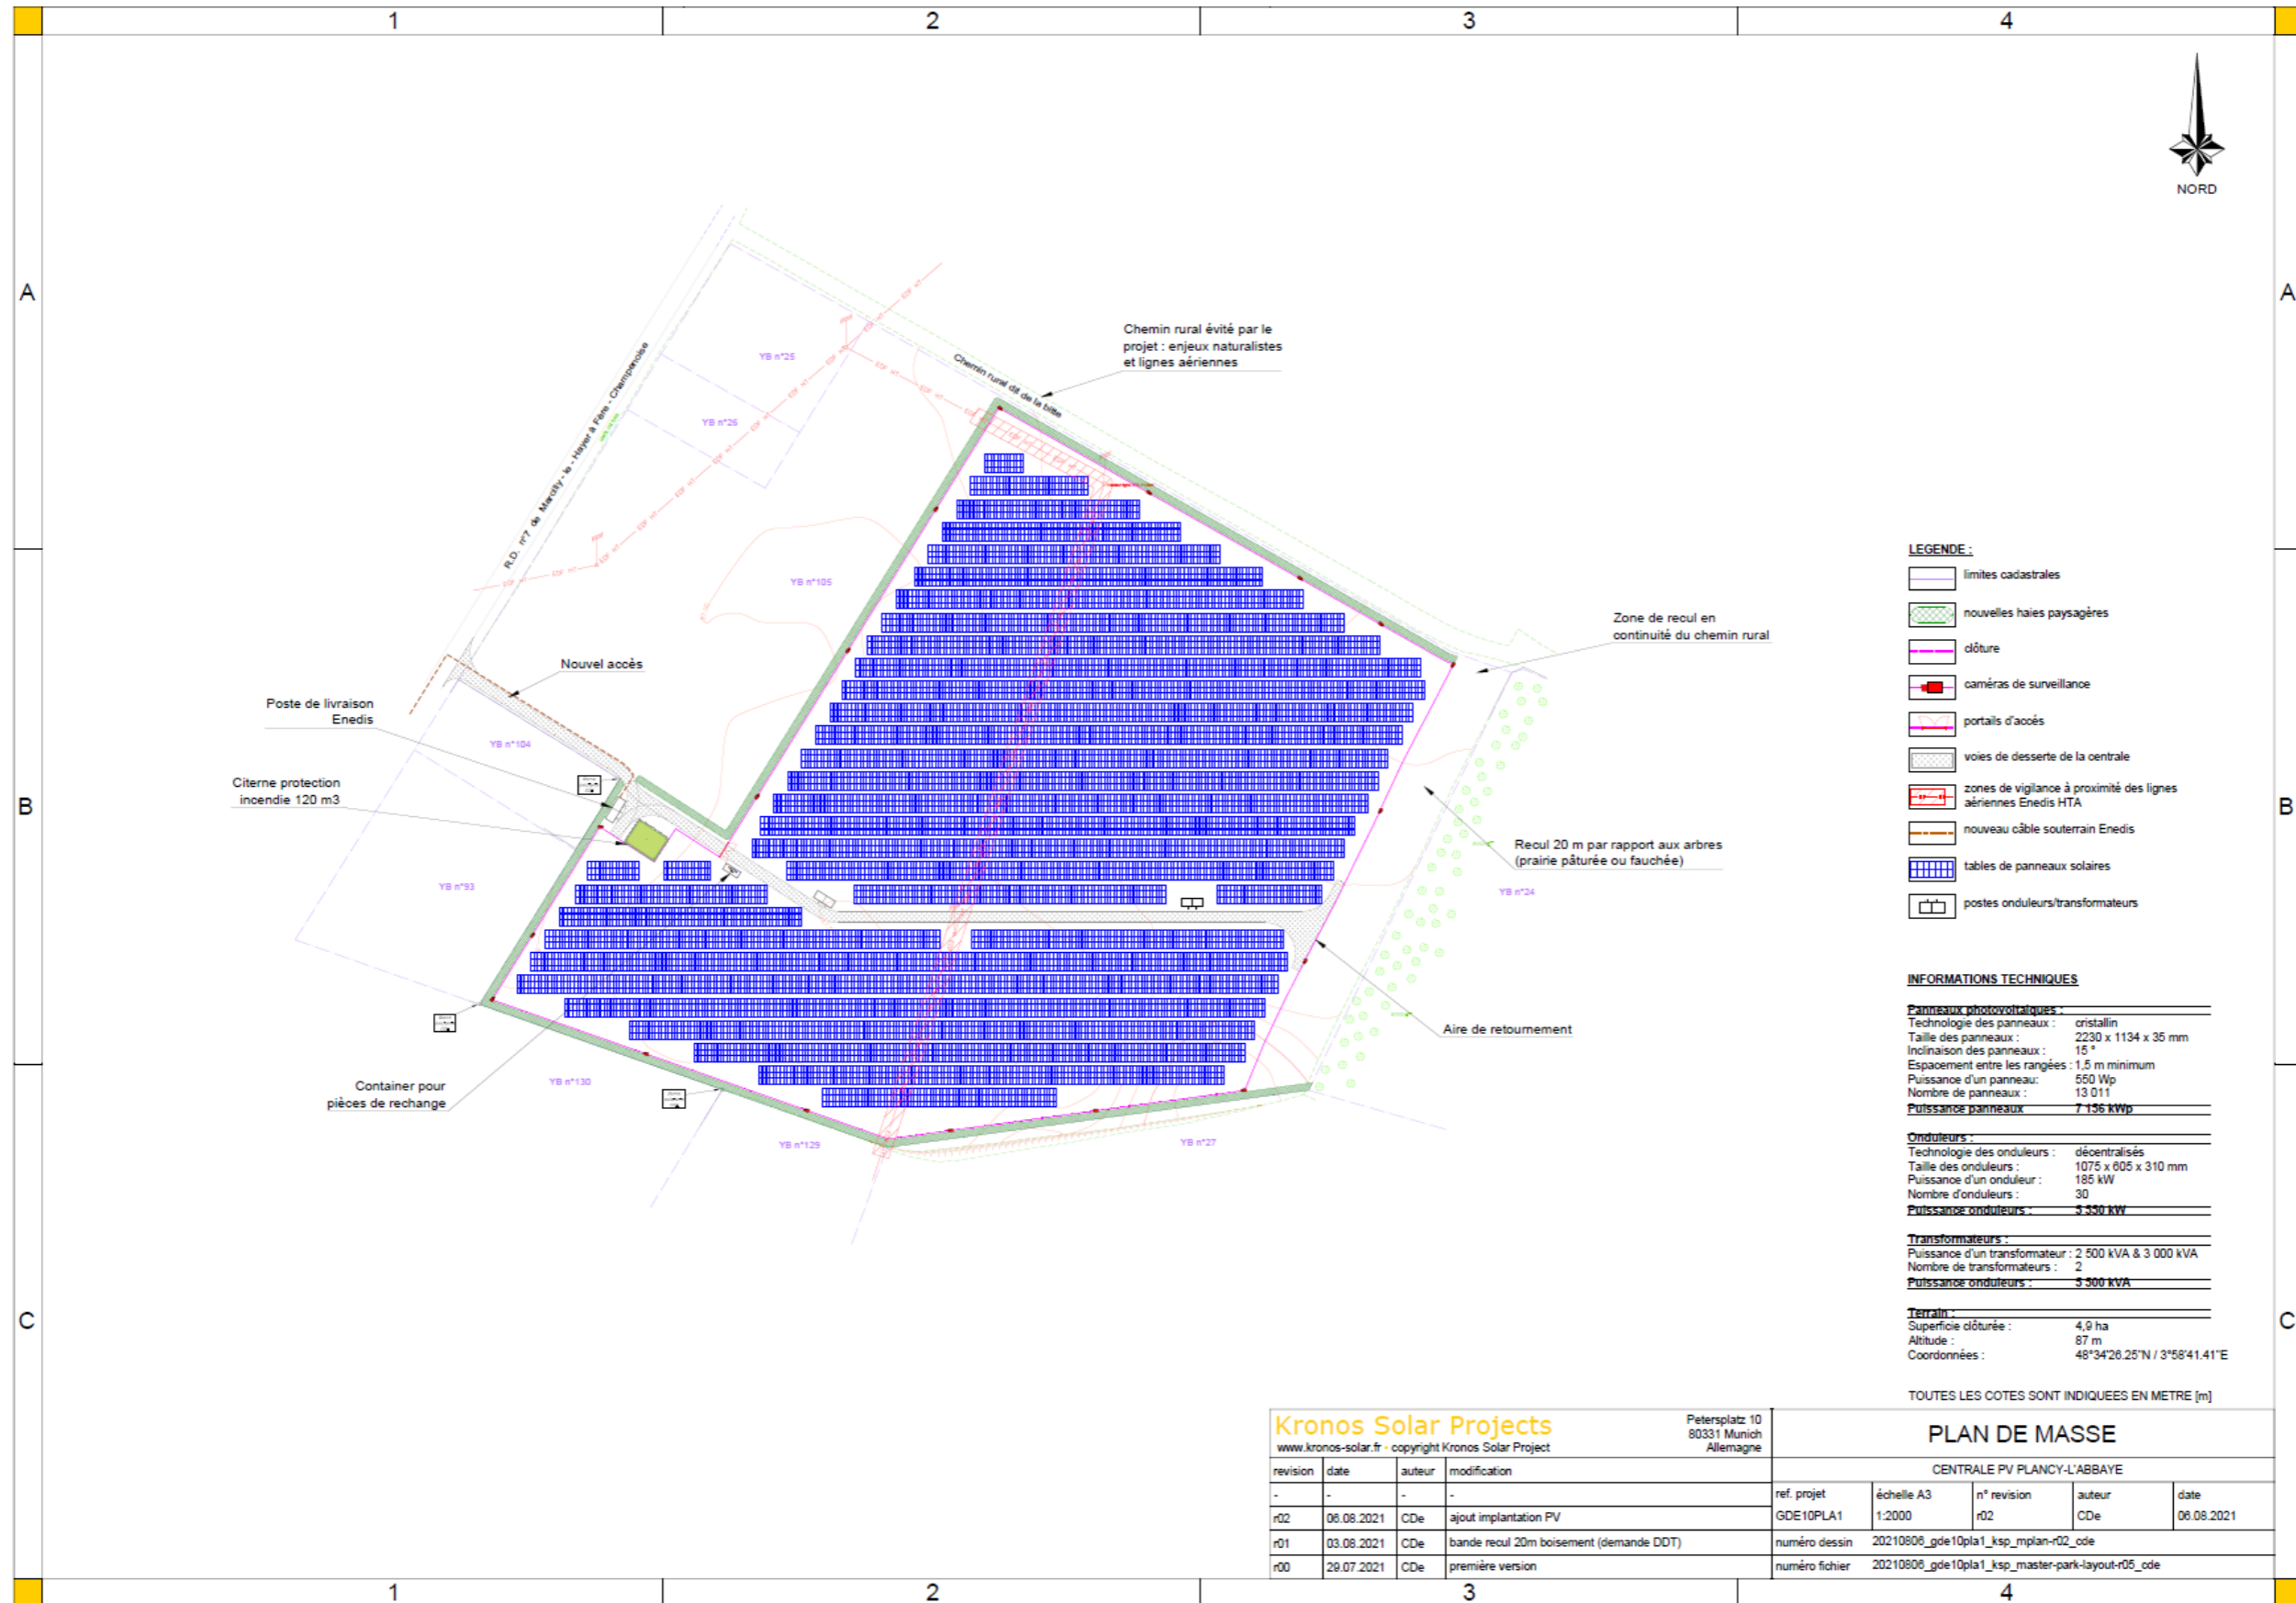 1 2 3 4
A A
B B
C C
NORD
Chemin rural évité par le
projet : enjeux naturalistes
et lignes aériennes
Chemin rural dit de la bitte
R.D. n°7 de Marcilly - le - Hayer à Fère - Champenoise
YB n°25
YB n°26
YB n°105
EDF HT
Zone de recul en
continuité du chemin rural
Nouvel accès
Poste de livraison
Enedis
YB n°104
Citerne protection
incendie 120 m3
YB n°93
Recul 20 m par rapport aux arbres
(prairie pâturée ou fauchée)
YB n°24
Aire de retournement
Container pour
pièces de rechange
YB n°130
YB n°129
YB n°27
LEGENDE :
limites cadastrales
nouvelles haies paysagères
clôture
caméras de surveillance
portails d'accés
voies de desserte de la centrale
zones de vigilance à proximité des lignes
aériennes Enedis HTA
nouveau câble souterrain Enedis
tables de panneaux solaires
postes onduleurs/transformateurs
INFORMATIONS TECHNIQUES
Panneaux photovoltaïques :
Technologie des panneaux : cristallin
Taille des panneaux : 2230 x 1134 x 35 mm
Inclinaison des panneaux : 15 °
Espacement entre les rangées : 1,5 m minimum
Puissance d'un panneau: 550 Wp
Nombre de panneaux : 13 011
Puissance panneaux 7 156 kWp
Onduleurs :
Technologie des onduleurs : décentralisés
Taille des onduleurs : 1075 x 605 x 310 mm
Puissance d'un onduleur : 185 kW
Nombre d'onduleurs : 30
Puissance onduleurs : 5 550 kW
Transformateurs :
Puissance d'un transformateur : 2 500 kVA & 3 000 kVA
Nombre de transformateurs : 2
Puissance onduleurs : 5 500 kVA
Terrain :
Superficie clôturée : 4,9 ha
Altitude : 87 m
Coordonnées : 48°34'26.25"N / 3°58'41.41"E
TOUTES LES COTES SONT INDIQUEES EN METRE [m]
Kronos Solar Projects
www.kronos-solar.fr - copyright Kronos Solar Project
Petersplatz 10
80331 Munich
Allemagne
revision date auteur modification
- - - -
r02 06.08.2021 CDe ajout implantation PV
r01 03.08.2021 CDe bande recul 20m boisement (demande DDT)
r00 29.07.2021 CDe première version
PLAN DE MASSE
CENTRALE PV PLANCY-L'ABBAYE
ref. projet échelle A3 n° revision auteur date
GDE10PLA1 1:2000 r02 CDe 06.08.2021
numéro dessin 20210806_gde10pla1_ksp_mplan-r02_cde
numéro fichier 20210806_gde10pla1_ksp_master-park-layout-r05_cde
1 2 3 4